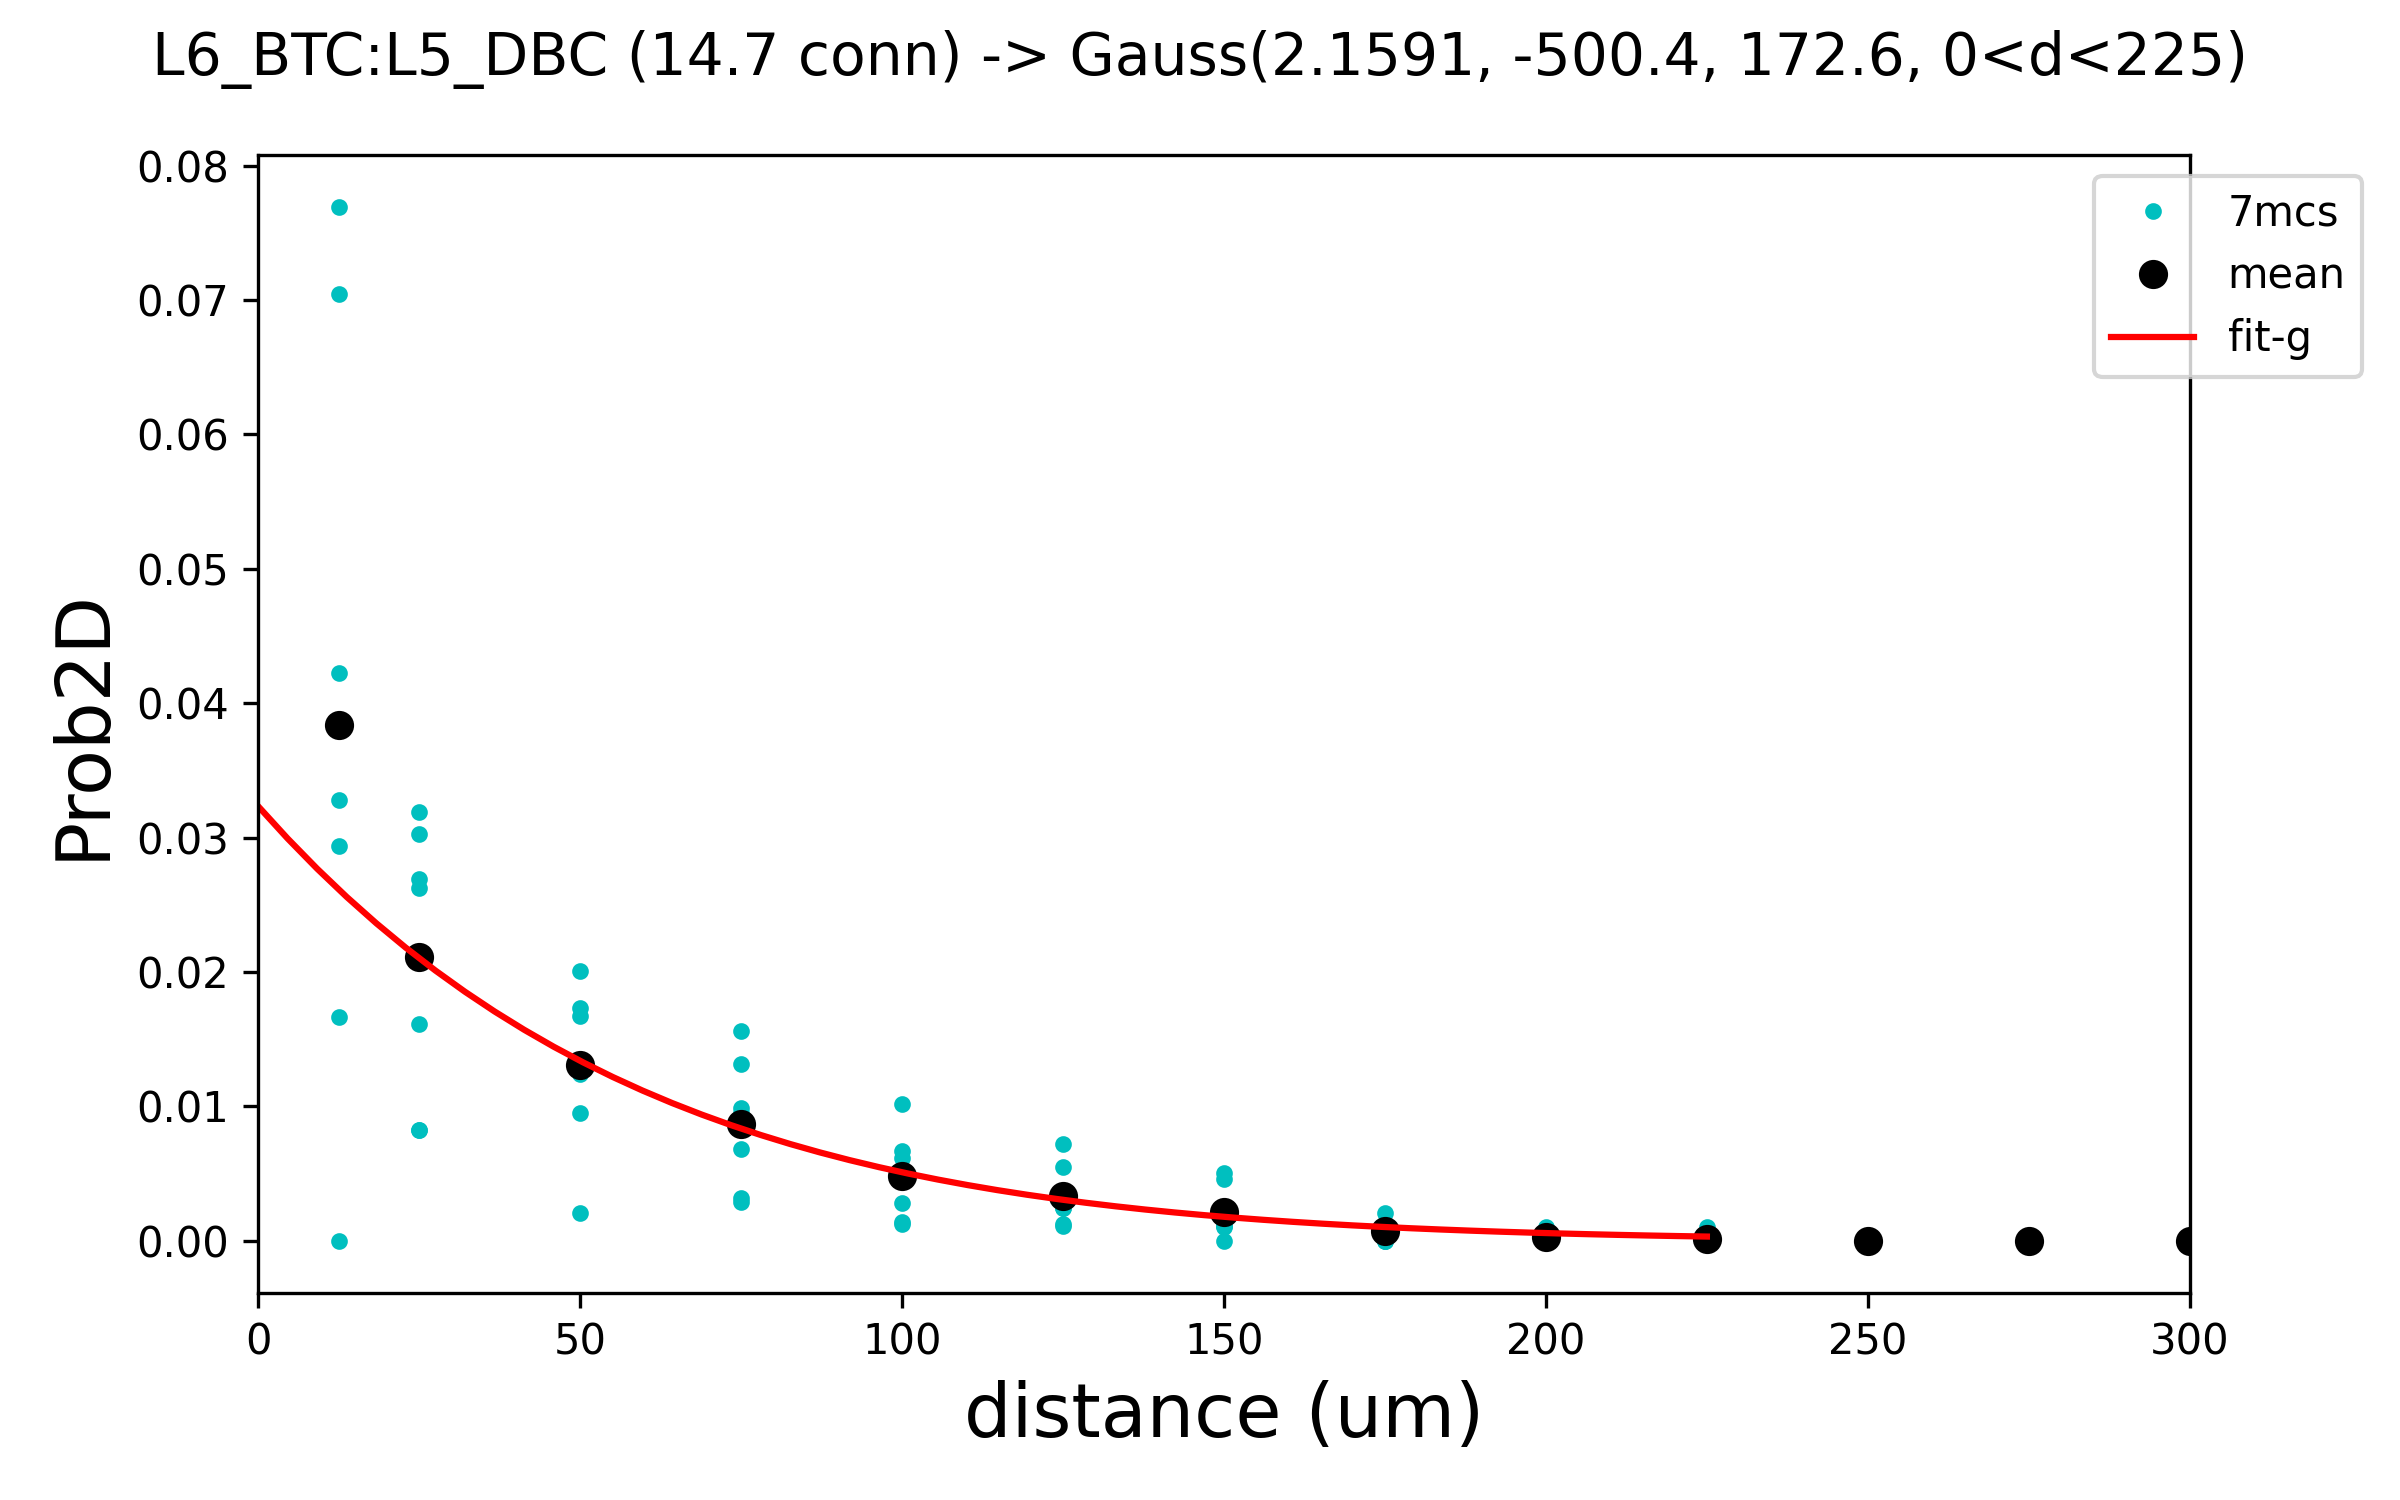 L6_BTC:L5_DBC (14.7 conn) -> Gauss(2.1591, -500.4, 172.6, 0<d<225)
0.08
0.07
0.06
0.05
0.04
0.03
0.02
0.01
0.00
Prob2D
7mcs
mean
fit-g
0 50 100 150 200 250 300
distance (um)